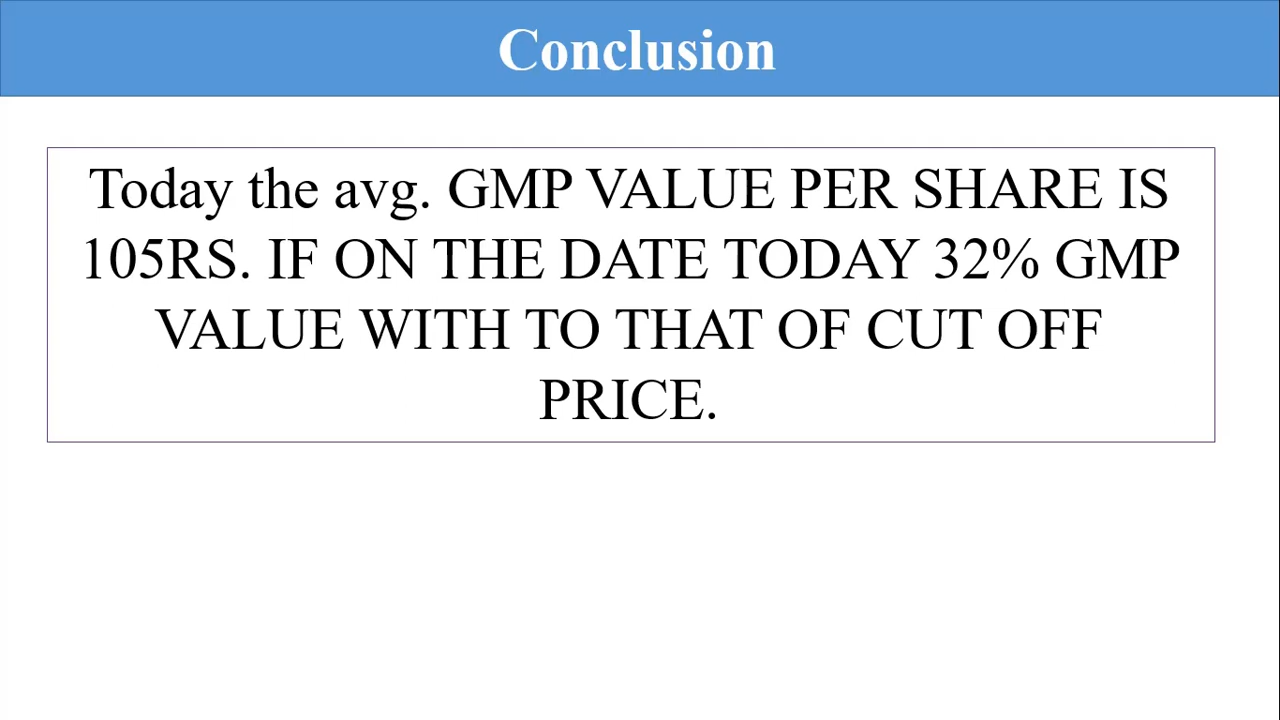 Conclusion
Today the avg. GMP VALUE PER SHARE IS
105RS. IF ON THE DATE TODAY 32% GMP
VALUE WITH TO THAT OF CUT OFF
PRICE.